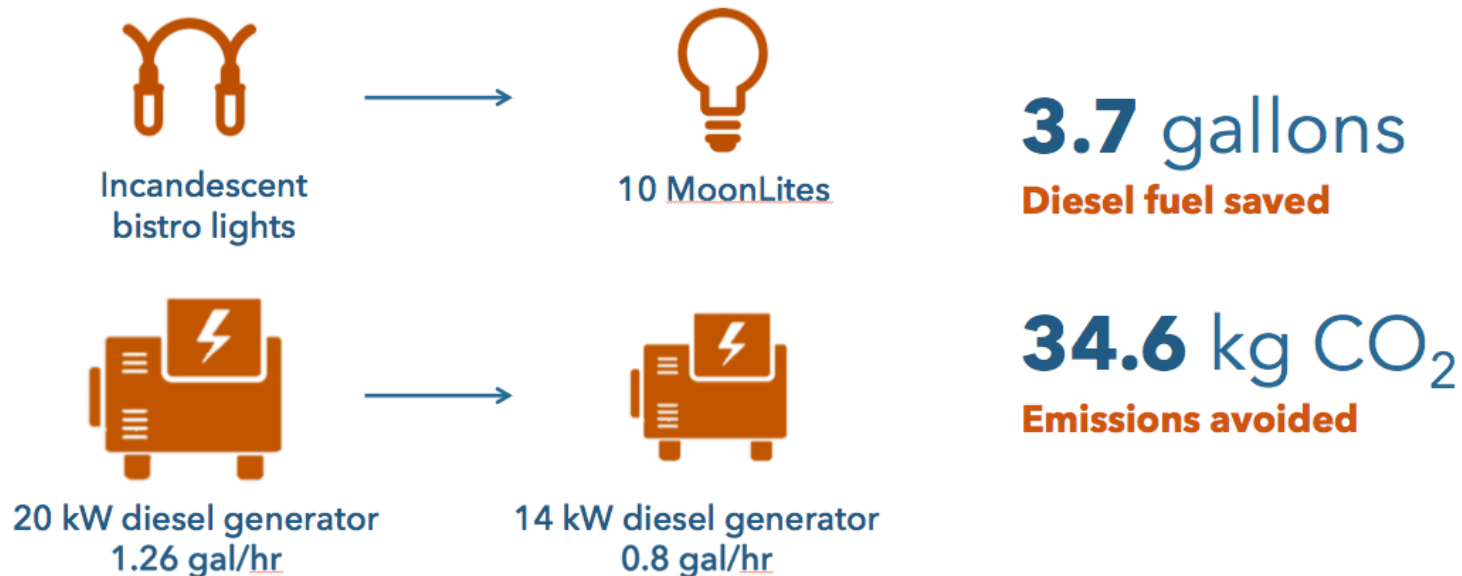 Incandescent
bistro lights
10 MoonLites
3.7 gallons
Diesel fuel saved
20 kW diesel generator
1.26 gal/hr
14 kW diesel generator
0.8 gal/hr
34.6 kg CO₂
Emissions avoided